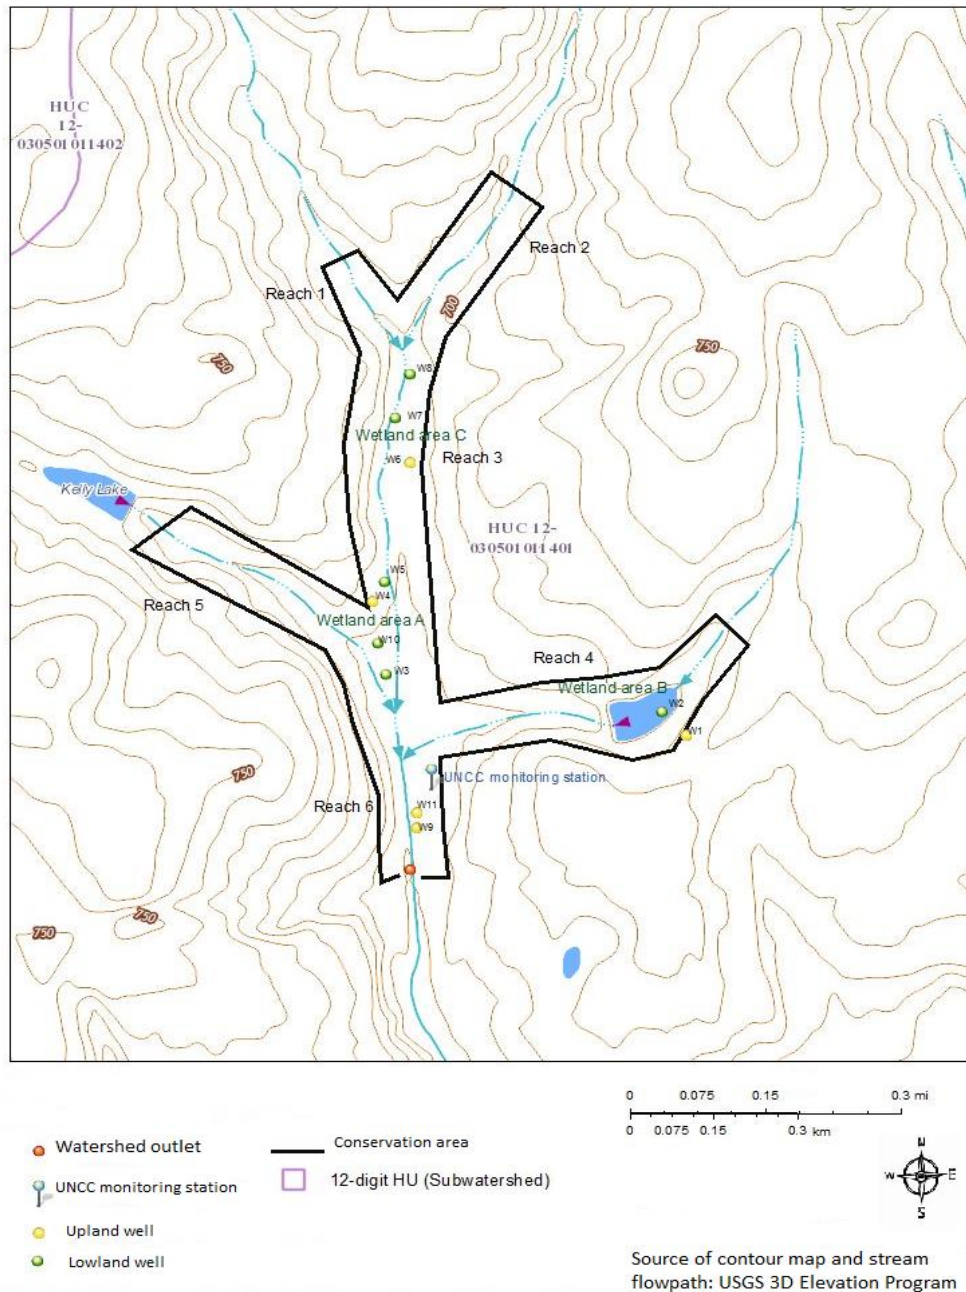 HUC
12-
030501011402
Reach 2
Reach 1
700
750
750
W8
W7
Wetland area C
W6
Reach 3
Kelly Lake
HUC 12-
030501011401
W5
W4
Reach 5
Wetland area A
W10
Reach 4
W3
Wetland area B
W2
W1
750
UNCC monitoring station
Reach 6
W11
W9
750
750
0 0.075 0.15 0.3 mi
0 0.075 0.15 0.3 km
Watershed outlet
Conservation area
UNCC monitoring station
12-digit HU (Subwatershed)
Upland well
Lowland well
W E
S
Source of contour map and stream
flowpath: USGS 3D Elevation Program